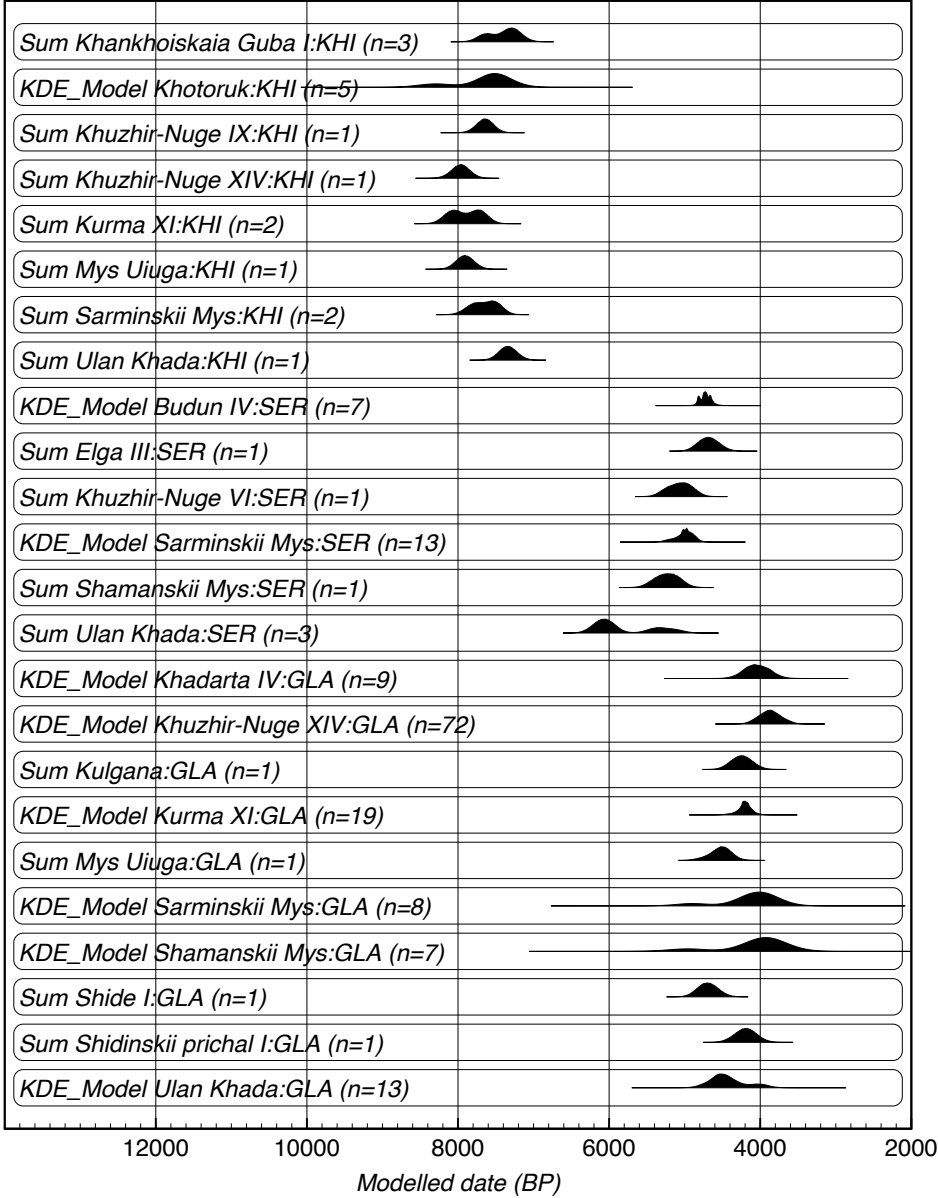 Sum Khankhoiskaia Guba I:KHI (n=3)
KDE_Model Khotoruk:KHI (n=5)
Sum Khuzhir-Nuge IX:KHI (n=1)
Sum Khuzhir-Nuge XIV:KHI (n=1)
Sum Kurma XI:KHI (n=2)
Sum Mys Uiuga:KHI (n=1)
Sum Sarminskii Mys:KHI (n=2)
Sum Ulan Khada:KHI (n=1)
KDE_Model Budun IV:SER (n=7)
Sum Elga III:SER (n=1)
Sum Khuzhir-Nuge VI:SER (n=1)
KDE_Model Sarminskii Mys:SER (n=13)
Sum Shamanskii Mys:SER (n=1)
Sum Ulan Khada:SER (n=3)
KDE_Model Khadarta IV:GLA (n=9)
KDE_Model Khuzhir-Nuge XIV:GLA (n=72)
Sum Kulgana:GLA (n=1)
KDE_Model Kurma XI:GLA (n=19)
Sum Mys Uiuga:GLA (n=1)
KDE_Model Sarminskii Mys:GLA (n=8)
KDE_Model Shamanskii Mys:GLA (n=7)
Sum Shide I:GLA (n=1)
Sum Shidinskii prichal I:GLA (n=1)
KDE_Model Ulan Khada:GLA (n=13)
12000 10000 8000 6000 4000 2000
Modelled date (BP)